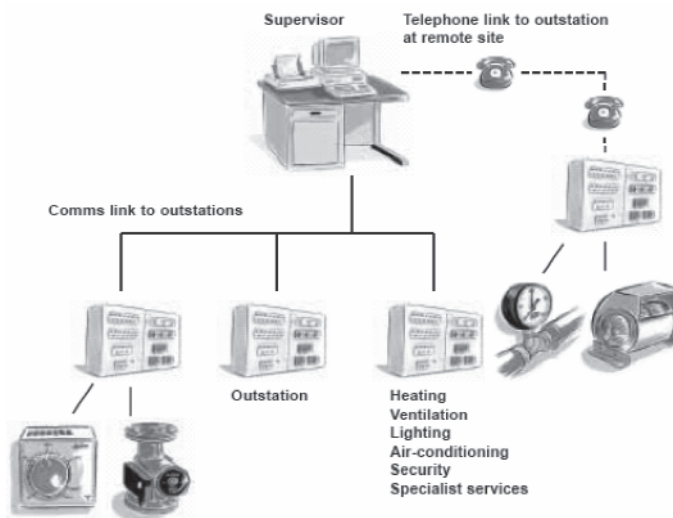 Supervisor
Telephone link to outstation
at remote site
Comms link to outstations
Outstation
Heating
Ventilation
Lighting
Air-conditioning
Security
Specialist services